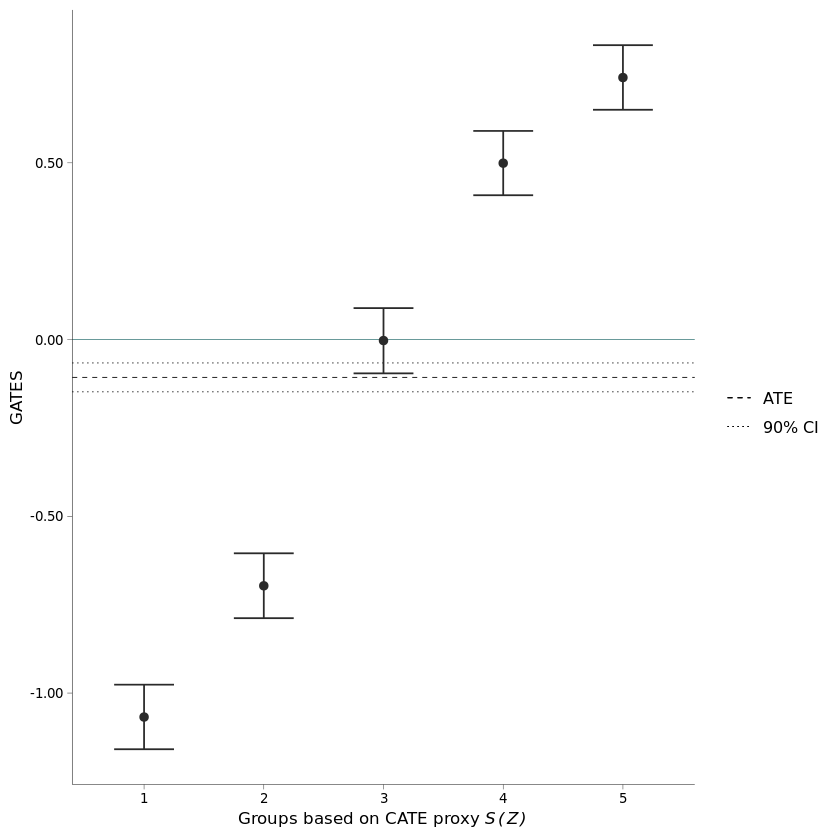 GATES
0.50
0.00
-0.50
-1.00
1 2 3 4 5
Groups based on CATE proxy S(Z)
ATE
90% CI